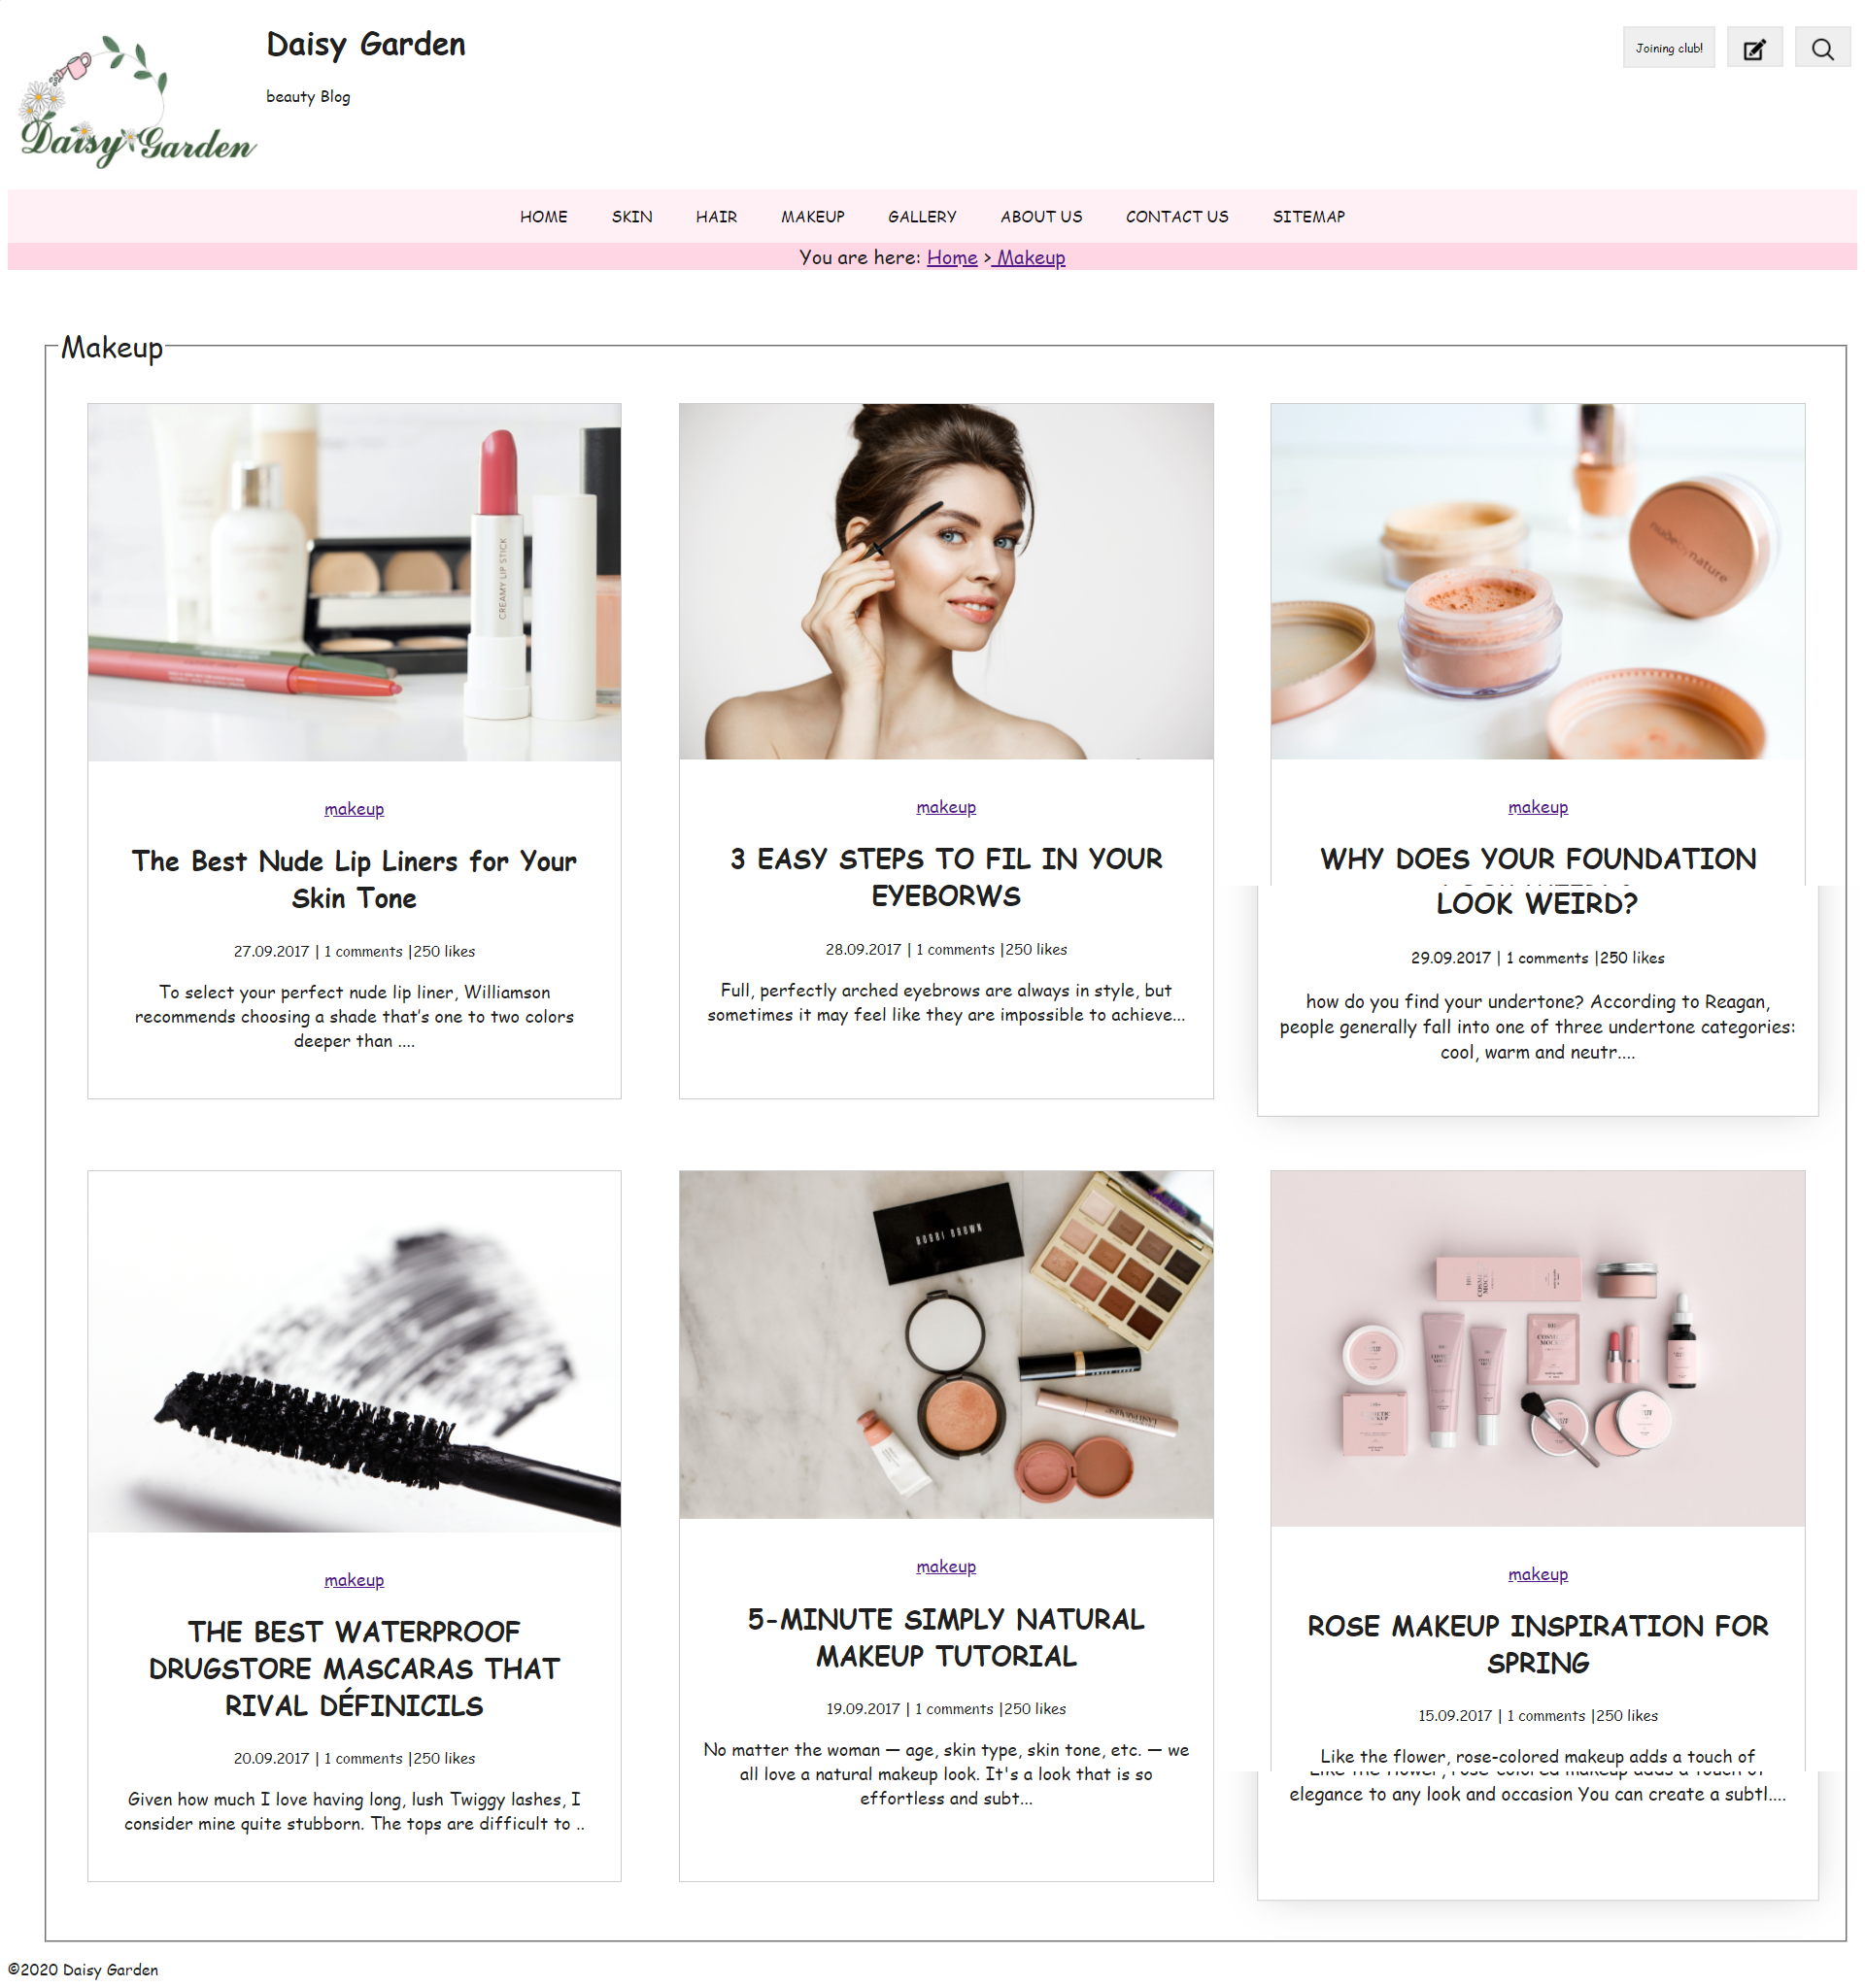 Daisy Garden
Daisy Garden
beauty Blog
Joining club!
HOME SKIN HAIR MAKEUP GALLERY ABOUT US CONTACT US SITEMAP
You are here: Home > Makeup
Makeup
CREAMY LIP STICK
makeup
The Best Nude Lip Liners for Your
Skin Tone
27.09.2017 | 1 comments |250 likes
To select your perfect nude lip liner, Williamson
recommends choosing a shade that's one to two colors
deeper than ....
makeup
3 EASY STEPS TO FIL IN YOUR
EYEBORWS
28.09.2017 | 1 comments |250 likes
Full, perfectly arched eyebrows are always in style, but
sometimes it may feel like they are impossible to achieve...
nudebynature
makeup
WHY DOES YOUR FOUNDATION
LOOK WEIRD?
29.09.2017 | 1 comments |250 likes
how do you find your undertone? According to Reagan,
people generally fall into one of three undertone categories:
cool, warm and neutr....
makeup
THE BEST WATERPROOF
DRUGSTORE MASCARAS THAT
RIVAL DÉFINICILS
20.09.2017 | 1 comments |250 likes
Given how much I love having long, lush Twiggy lashes, I
consider mine quite stubborn. The tops are difficult to ..
BOBBI BROWN
makeup
5-MINUTE SIMPLY NATURAL
MAKEUP TUTORIAL
19.09.2017 | 1 comments |250 likes
No matter the woman — age, skin type, skin tone, etc. — we
all love a natural makeup look. It's a look that is so
effortless and subt...
makeup
ROSE MAKEUP INSPIRATION FOR
SPRING
15.09.2017 | 1 comments |250 likes
Like the flower, rose-colored makeup adds a touch of
elegance to any look and occasion You can create a subtl....
©2020 Daisy Garden